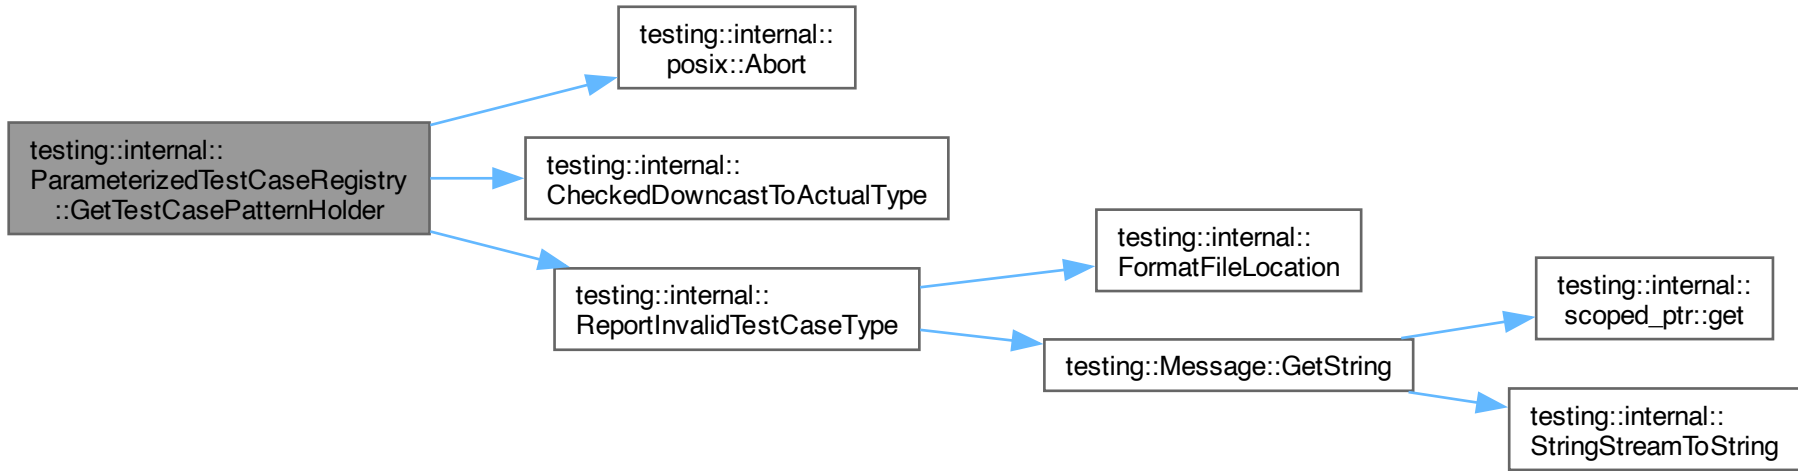 testing::internal::
posix::Abort
testing::internal::
ParameterizedTestCaseRegistry
::GetTestCasePatternHolder
testing::internal::
CheckedDowncastToActualType
testing::internal::
ReportInvalidTestCaseType
testing::internal::
FormatFileLocation
testing::Message::GetString
testing::internal::
scoped_ptr::get
testing::internal::
StringStreamToString